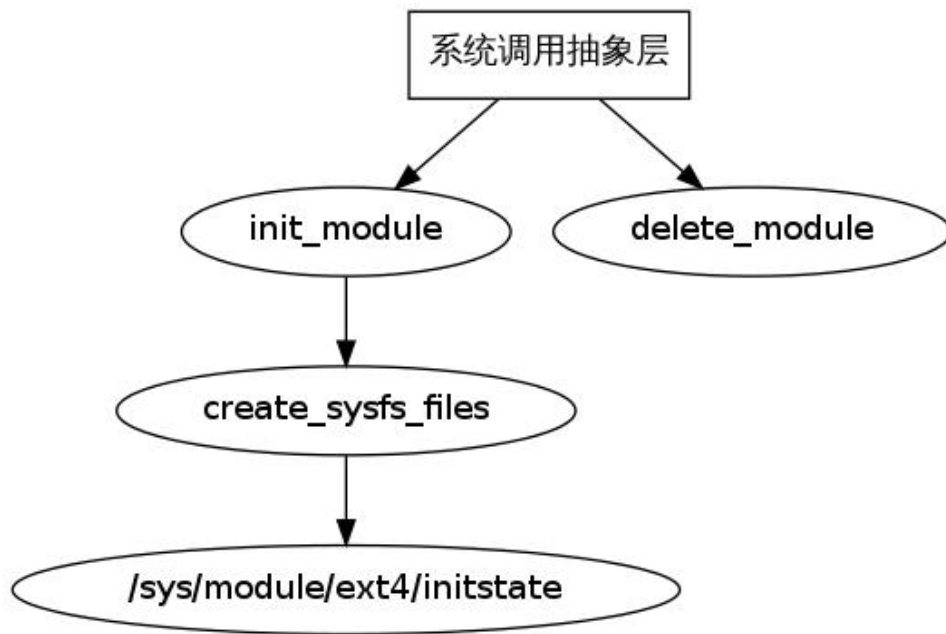 系统调用抽象层
init_module
delete_module
create_sysfs_files
/sys/module/ext4/initstate